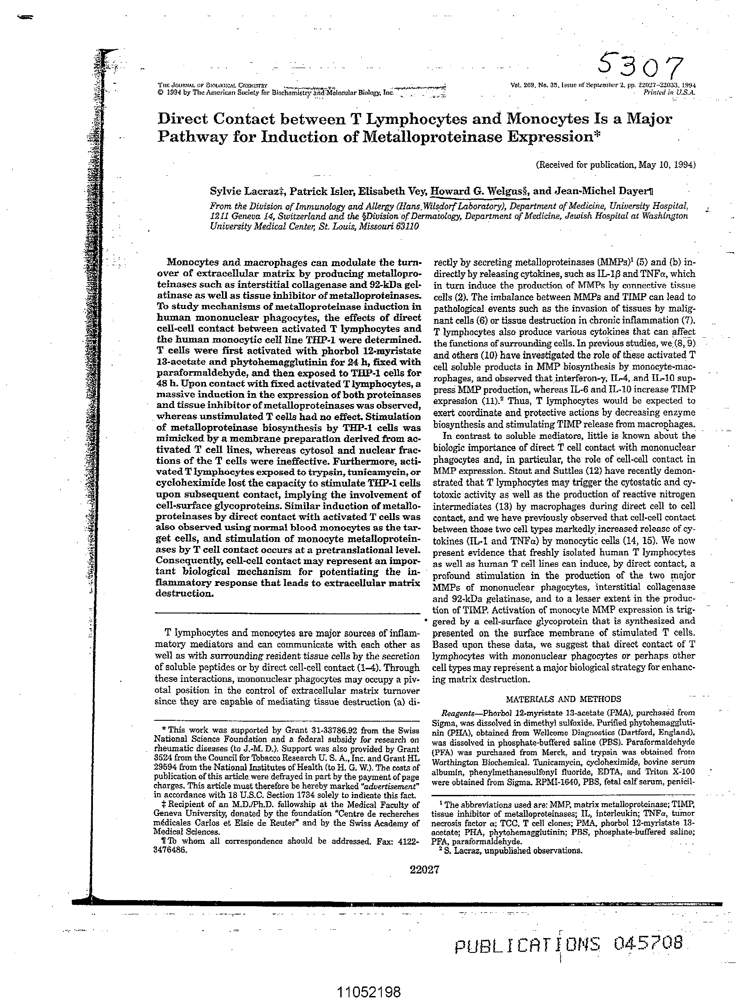 5307
THE JOURNAL OF BIOLOGICAL CHEMISTRY
© 1994 by The American Society for Biochemistry and Molecular Biology, Inc.
Vol. 269, No. 35, Issue of September 2, pp. 22027–22033, 1994
Printed in U.S.A.
Direct Contact between T Lymphocytes and Monocytes Is a Major
Pathway for Induction of Metalloproteinase Expression*
(Received for publication, May 10, 1994)
Sylvie Lacraz‡, Patrick Isler, Elisabeth Vey, Howard G. Welgus§, and Jean-Michel Dayer¶
From the Division of Immunology and Allergy (Hans Wilsdorf Laboratory), Department of Medicine, University Hospital,
1211 Geneva 14, Switzerland and the §Division of Dermatology, Department of Medicine, Jewish Hospital at Washington
University Medical Center, St. Louis, Missouri 63110
Monocytes and macrophages can modulate the turn-
over of extracellular matrix by producing metallopro-
teinases such as interstitial collagenase and 92-kDa gel-
atinase as well as tissue inhibitor of metalloproteinases.
To study mechanisms of metalloproteinase induction in
human mononuclear phagocytes, the effects of direct
cell-cell contact between activated T lymphocytes and
the human monocytic cell line THP-1 were determined.
T cells were first activated with phorbol 12-myristate
13-acetate and phytohemagglutinin for 24 h, fixed with
paraformaldehyde, and then exposed to THP-1 cells for
48 h. Upon contact with fixed activated T lymphocytes, a
massive induction in the expression of both proteinases
and tissue inhibitor of metalloproteinases was observed,
whereas unstimulated T cells had no effect. Stimulation
of metalloproteinase biosynthesis by THP-1 cells was
mimicked by a membrane preparation derived from ac-
tivated T cell lines, whereas cytosol and nuclear frac-
tions of the T cells were ineffective. Furthermore, acti-
vated T lymphocytes exposed to trypsin, tunicamycin, or
cycloheximide lost the capacity to stimulate THP-1 cells
upon subsequent contact, implying the involvement of
cell-surface glycoproteins. Similar induction of metallo-
proteinases by direct contact with activated T cells was
also observed using normal blood monocytes as the tar-
get cells, and stimulation of monocyte metalloprotein-
ases by T cell contact occurs at a pretranslational level.
Consequently, cell-cell contact may represent an impor-
tant biological mechanism for potentiating the in-
flammatory response that leads to extracellular matrix
destruction.
T lymphocytes and monocytes are major sources of inflam-
matory mediators and can communicate with each other as
well as with surrounding resident tissue cells by the secretion
of soluble peptides or by direct cell-cell contact (1–4). Through
these interactions, mononuclear phagocytes may occupy a piv-
otal position in the control of extracellular matrix turnover
since they are capable of mediating tissue destruction (a) di-
* This work was supported by Grant 31-33786.92 from the Swiss
National Science Foundation and a federal subsidy for research on
rheumatic diseases (to J.-M. D.). Support was also provided by Grant
3524 from the Council for Tobacco Research U. S. A., Inc. and Grant HL
29594 from the National Institutes of Health (to H. G. W.). The costs of
publication of this article were defrayed in part by the payment of page
charges. This article must therefore be hereby marked "advertisement"
in accordance with 18 U.S.C. Section 1734 solely to indicate this fact.
‡ Recipient of an M.D./Ph.D. fellowship at the Medical Faculty of
Geneva University, donated by the foundation "Centre de recherches
médicales Carlos et Elsie de Reuter" and by the Swiss Academy of
Medical Sciences.
¶ To whom all correspondence should be addressed. Fax: 4122-
3476486.
rectly by secreting metalloproteinases (MMPs)¹ (5) and (b) in-
directly by releasing cytokines, such as IL-1β and TNFα, which
in turn induce the production of MMPs by connective tissue
cells (2). The imbalance between MMPs and TIMP can lead to
pathological events such as the invasion of tissues by malig-
nant cells (6) or tissue destruction in chronic inflammation (7).
T lymphocytes also produce various cytokines that can affect
the functions of surrounding cells. In previous studies, we (8, 9)
and others (10) have investigated the role of these activated T
cell soluble products in MMP biosynthesis by monocyte-mac-
rophages, and observed that interferon-γ, IL-4, and IL-10 sup-
press MMP production, whereas IL-6 and IL-10 increase TIMP
expression (11).² Thus, T lymphocytes would be expected to
exert coordinate and protective actions by decreasing enzyme
biosynthesis and stimulating TIMP release from macrophages.
In contrast to soluble mediators, little is known about the
biologic importance of direct T cell contact with mononuclear
phagocytes and, in particular, the role of cell-cell contact in
MMP expression. Stout and Suttles (12) have recently demon-
strated that T lymphocytes may trigger the cytostatic and cy-
totoxic activity as well as the production of reactive nitrogen
intermediates (13) by macrophages during cell to cell
contact, and we have previously observed that cell-cell contact
between those two cell types markedly increased release of cy-
tokines (IL-1 and TNFα) by monocytic cells (14, 15). We now
present evidence that freshly isolated human T lymphocytes
as well as human T cell lines can induce, by direct contact, a
profound stimulation in the production of the two major
MMPs of mononuclear phagocytes, interstitial collagenase
and 92-kDa gelatinase, and to a lesser extent in the produc-
tion of TIMP. Activation of monocyte MMP expression is trig-
gered by a cell-surface glycoprotein that is synthesized and
presented on the surface membrane of stimulated T cells.
Based upon these data, we suggest that direct contact of T
lymphocytes with mononuclear phagocytes or perhaps other
cell types may represent a major biological strategy for enhanc-
ing matrix destruction.
MATERIALS AND METHODS
Reagents—Phorbol 12-myristate 13-acetate (PMA), purchased from
Sigma, was dissolved in dimethyl sulfoxide. Purified phytohemaggluti-
nin (PHA), obtained from Wellcome Diagnostics (Dartford, England),
was dissolved in phosphate-buffered saline (PBS). Paraformaldehyde
(PFA) was purchased from Merck, and trypsin was obtained from
Worthington Biochemical. Tunicamycin, cycloheximide, bovine serum
albumin, phenylmethanesulfonyl fluoride, EDTA, and Triton X-100
were obtained from Sigma. RPMI-1640, PBS, fetal calf serum, penicil-
¹ The abbreviations used are: MMP, matrix metalloproteinase; TIMP,
tissue inhibitor of metalloproteinases; IL, interleukin; TNFα, tumor
necrosis factor α; TCC, T cell clones; PMA, phorbol 12-myristate 13-
acetate; PHA, phytohemagglutinin; PBS, phosphate-buffered saline;
PFA, paraformaldehyde.
² S. Lacraz, unpublished observations.
22027
PUBLICATIONS 045708
11052198